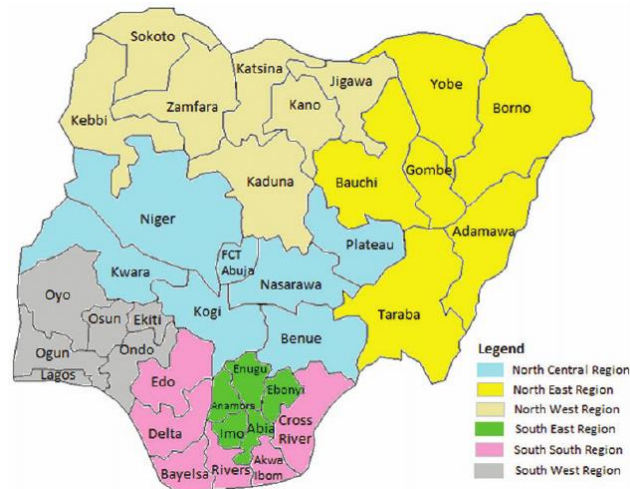 Sokoto
Katsina
Jigawa
Yobe
Borno
Kebbi
Zamfara
Kano
Kaduna
Bauchi
Gombe
Niger
Adamawa
Plateau
FCT
Abuja
Kwara
Nasarawa
Taraba
Oyo
Kogi
Osun
Ekiti
Benue
Ogun
Ondo
Lagos
Edo
Enugu
Ebonyi
Anamors
Imo
Abia
Cross
River
Delta
Bayelsa
Rivers
Akwa
Ibom
Legend
North Central Region
North East Region
North West Region
South East Region
South South Region
South West Region